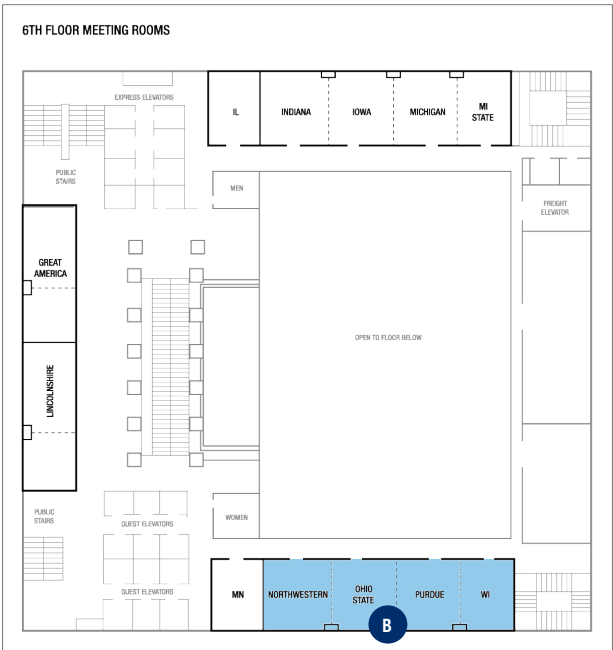 6TH FLOOR MEETING ROOMS
EXPRESS ELEVATORS
IL
INDIANA
IOWA
MICHIGAN
MI
STATE
PUBLIC
STAIRS
MEN
FREIGHT
ELEVATOR
GREAT
AMERICA
OPEN TO FLOOR BELOW
LINCOLNSHIRE
PUBLIC
STAIRS
GUEST ELEVATORS
WOMEN
GUEST ELEVATORS
MN
NORTHWESTERN
OHIO
STATE
PURDUE
WI
B